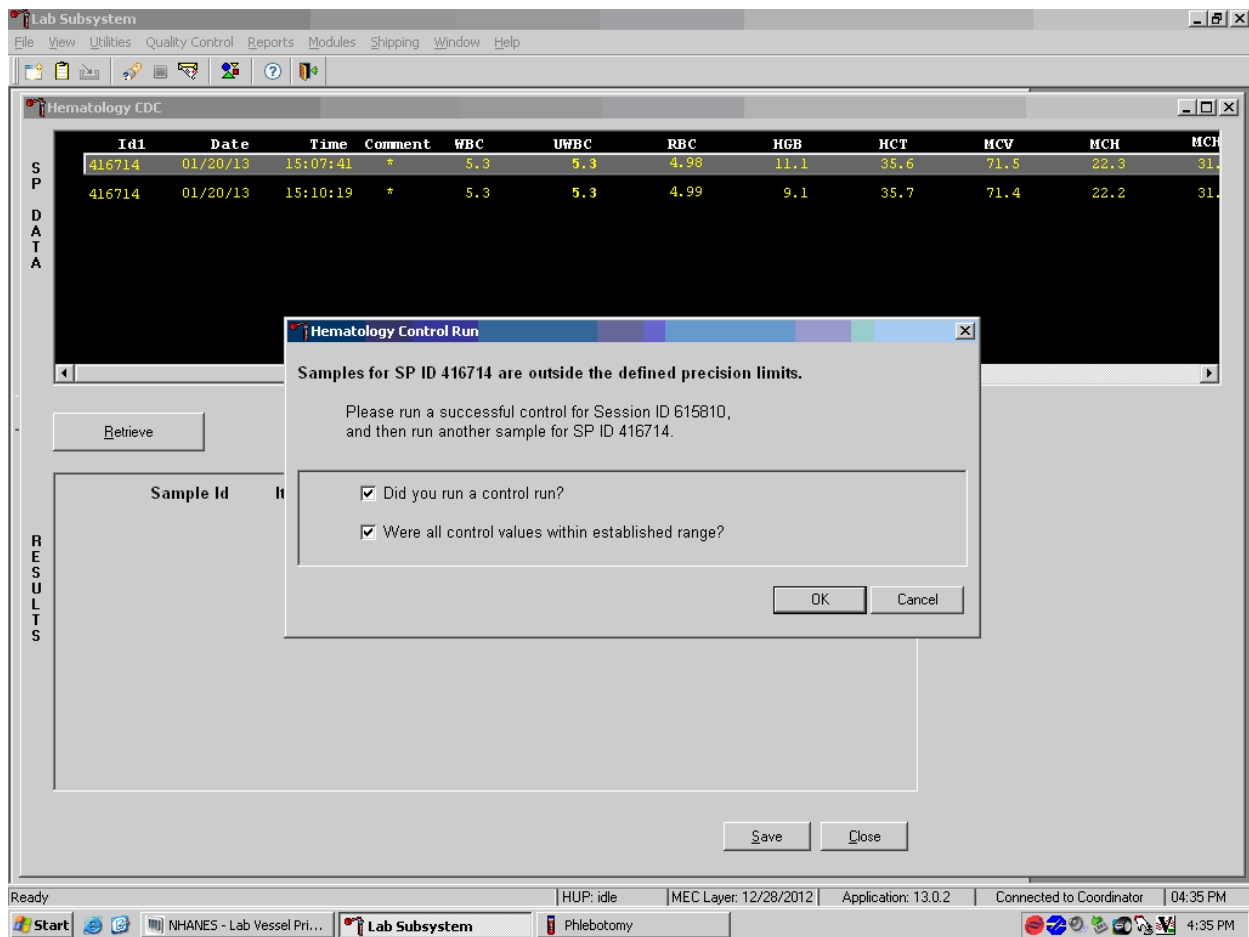 Lab Subsystem
File View Utilities Quality Control Reports Modules Shipping Window Help
Hematology CDC
Id1 Date Time Comment WBC UWBC RBC HGB HCT MCV MCH MCH
416714 01/20/13 15:07:41 * 5.3 5.3 4.98 11.1 35.6 71.5 22.3 31.
416714 01/20/13 15:10:19 * 5.3 5.3 4.99 9.1 35.7 71.4 22.2 31.
SP DATA
Hematology Control Run
Samples for SP ID 416714 are outside the defined precision limits.
Please run a successful control for Session ID 615810,
and then run another sample for SP ID 416714.
Retrieve
Sample Id It
Did you run a control run?
Were all control values within established range?
RESULTS
OK Cancel
Save Close
Ready HUP: idle MEC Layer: 12/28/2012 Application: 13.0.2 Connected to Coordinator 04:35 PM
Start NHANES - Lab Vessel Pri... Lab Subsystem Phlebotomy 4:35 PM